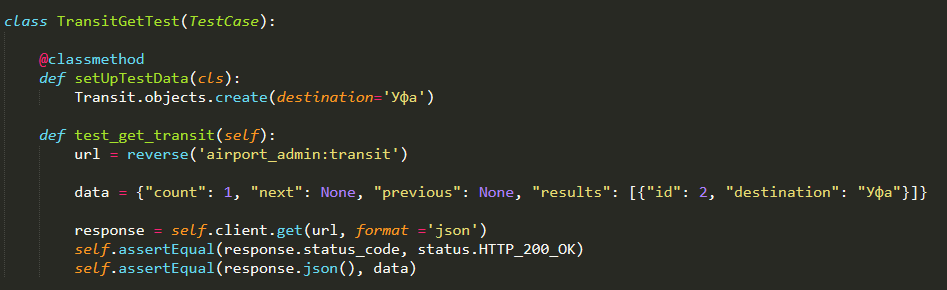 class TransitGetTest(TestCase):
@classmethod
def setUpTestData(cls):
Transit.objects.create(destination='Уфа')
def test_get_transit(self):
url = reverse('airport_admin:transit')
data = {"count": 1, "next": None, "previous": None, "results": [{"id": 2, "destination": "Уфа"}]}
response = self.client.get(url, format ='json')
self.assertEqual(response.status_code, status.HTTP_200_OK)
self.assertEqual(response.json(), data)